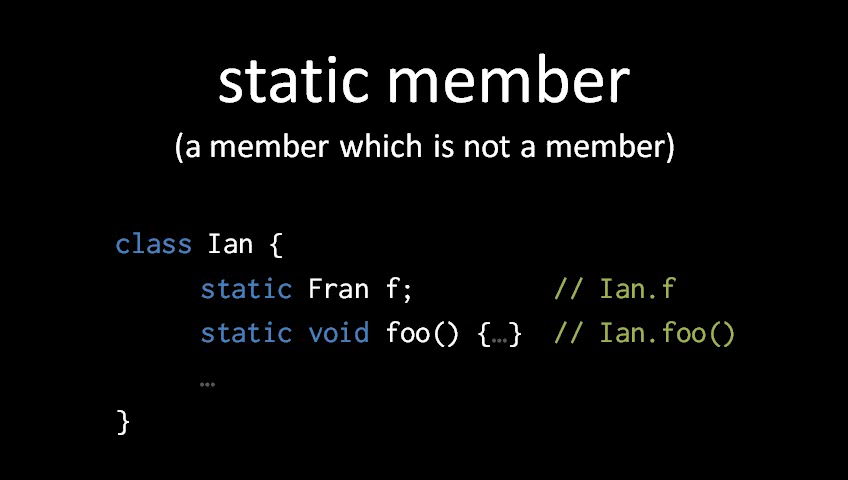 static member
(a member which is not a member)
class Ian {
static Fran f; // Ian.f
static void foo() {…} // Ian.foo()
…
}